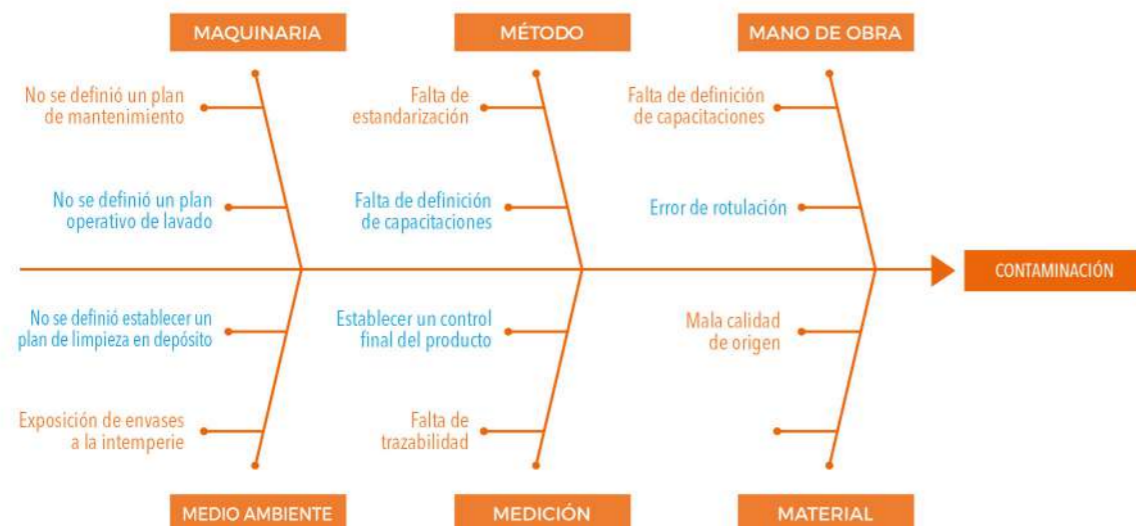 MAQUINARIA
MÉTODO
MANO DE OBRA
No se definió un plan
de mantenimiento
Falta de
estandarización
Falta de definición
de capacitaciones
No se definió un plan
operativo de lavado
Falta de definición
de capacitaciones
Error de rotulación
CONTAMINACIÓN
No se definió establecer un
plan de limpieza en depósito
Establecer un control
final del producto
Mala calidad
de origen
Exposición de envases
a la intemperie
Falta de
trazabilidad
MEDIO AMBIENTE
MEDICIÓN
MATERIAL